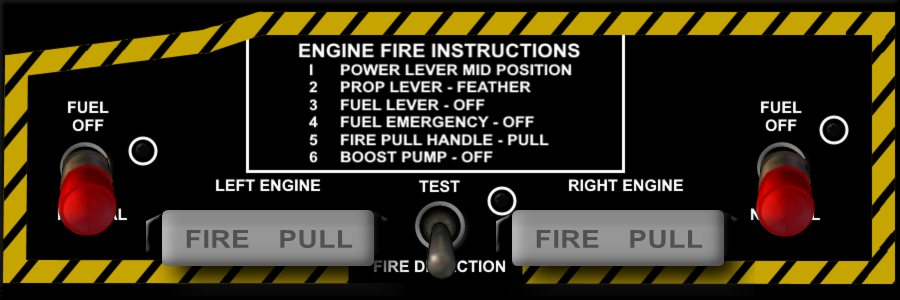 ENGINE FIRE INSTRUCTIONS
1 POWER LEVER MID POSITION
2 PROP LEVER - FEATHER
3 FUEL LEVER - OFF
4 FUEL EMERGENCY - OFF
5 FIRE PULL HANDLE - PULL
6 BOOST PUMP - OFF
FUEL
OFF
FUEL
OFF
LEFT ENGINE
TEST
RIGHT ENGINE
FIRE PULL
FIRE PULL
FIRE